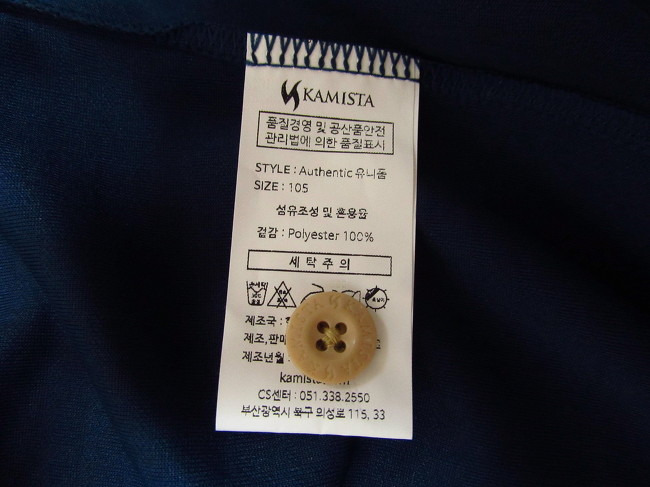 KAMISTA
품질경영 및 공산품안전
관리법에 의한 품질표시
STYLE : Authentic 유니폼
SIZE : 105
섬유조성 및 혼용율
겉감 : Polyester 100%
세탁주의
제조국 :
제조, 판매
제조년월 :
kamista
CS센터 : 051.338.2550
부산광역시 북구 의성로 115, 33